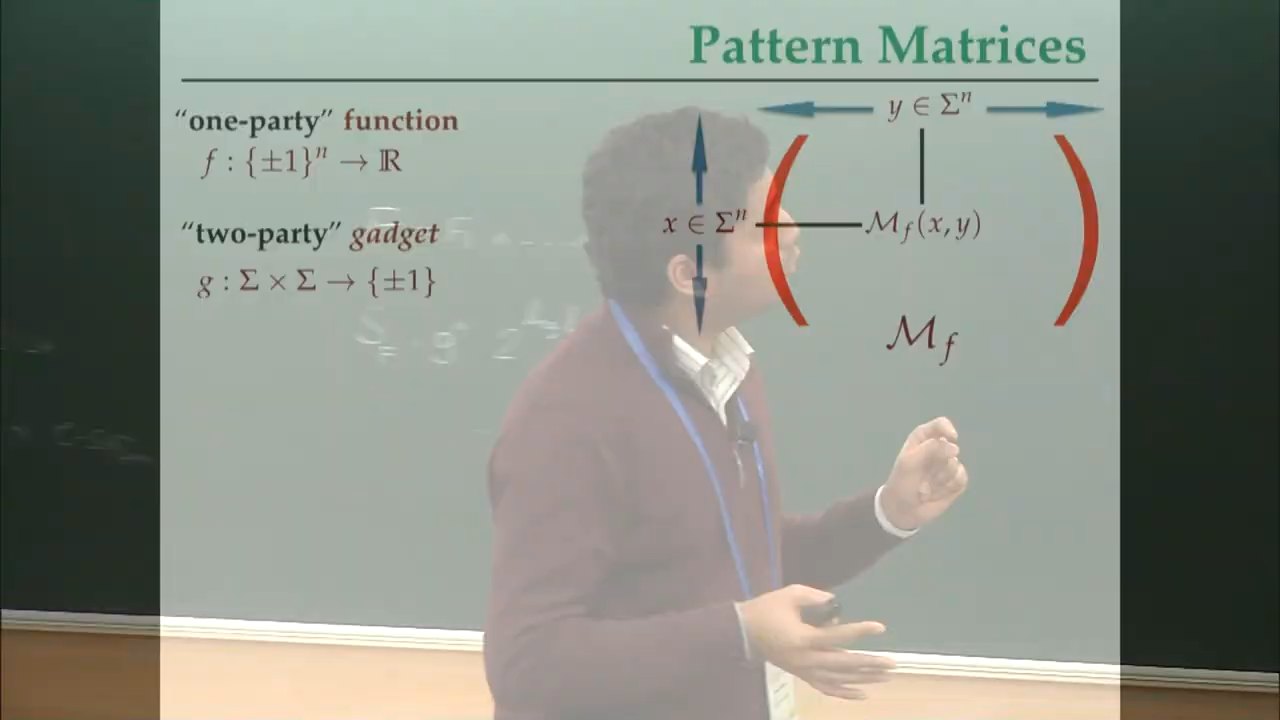 Pattern Matrices
“one-party” function
f : {±1}ⁿ → ℝ
“two-party” gadget
g : Σ × Σ → {±1}
y ∈ Σⁿ
x ∈ Σⁿ
ℳ_f(x, y)
ℳ_f